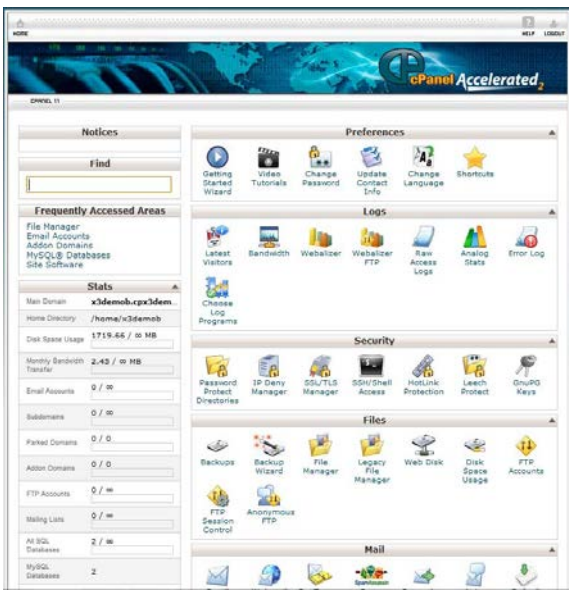 HOME
HELP LOGOUT
cPanel Accelerated2
CPANEL 11
Notices
Find
Frequently Accessed Areas
File Manager
Email Accounts
Addon Domains
MySQL® Databases
Site Software
Stats
Main Domain x3demob.cpx3dem..
Home Directory /home/x3demob
Disk Space Usage 1719.66 / ∞ MB
Monthly Bandwidth
Transfer
2.43 / ∞ MB
Email Accounts 0 / ∞
Subdomains 0 / ∞
Parked Domains 0 / 0
Addon Domains 0 / 0
FTP Accounts 0 / ∞
Mailing Lists 0 / ∞
All SQL
Databases
2 / ∞
MySQL
Databases
2
Preferences
Getting
Started
Wizard
Video
Tutorials
Change
Password
Update
Contact
Info
Change
Language
Shortcuts
Logs
Latest
Visitors
Bandwidth
Webalizer
Webalizer
FTP
Raw
Access
Logs
Analog
Stats
Error Log
Choose
Log
Programs
Security
Password
Protect
Directories
IP Deny
Manager
SSL/TLS
Manager
SSH/Shell
Access
HotLink
Protection
Leech
Protect
GnuPG
Keys
Files
Backups
Backup
Wizard
File
Manager
Legacy
File
Manager
Web Disk
Disk
Space
Usage
FTP
Accounts
FTP
Session
Control
Anonymous
FTP
Mail
SpamAssassin